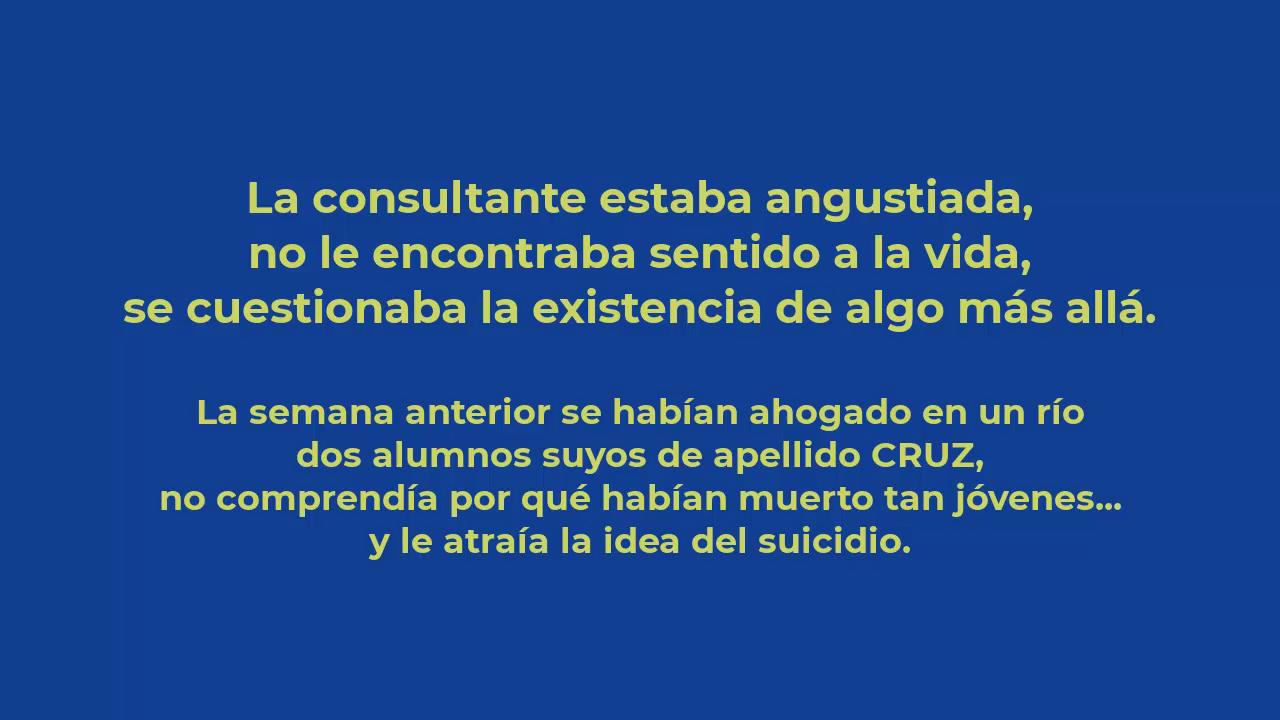 La consultante estaba angustiada,
no le encontraba sentido a la vida,
se cuestionaba la existencia de algo más allá.
La semana anterior se habían ahogado en un río
dos alumnos suyos de apellido CRUZ,
no comprendía por qué habían muerto tan jóvenes...
y le atraía la idea del suicidio.